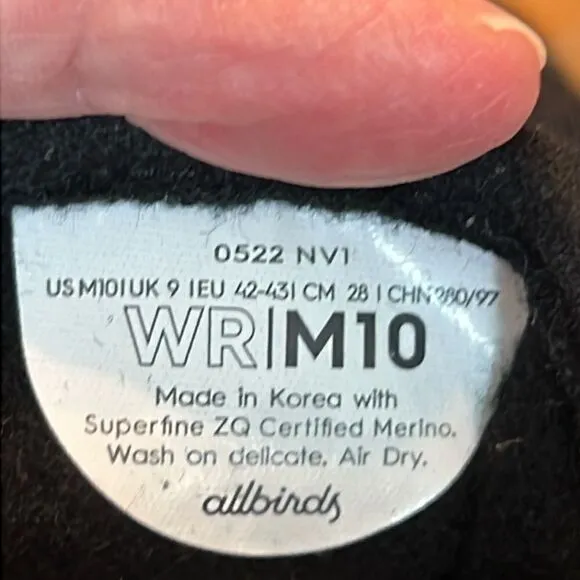 0522 NV1
US M10 | UK 9 | EU 42-43 | CM 28 | CHN 280/97
WR|M10
Made in Korea with
Superfine ZQ Certified Merino.
Wash on delicate. Air Dry.
allbirds